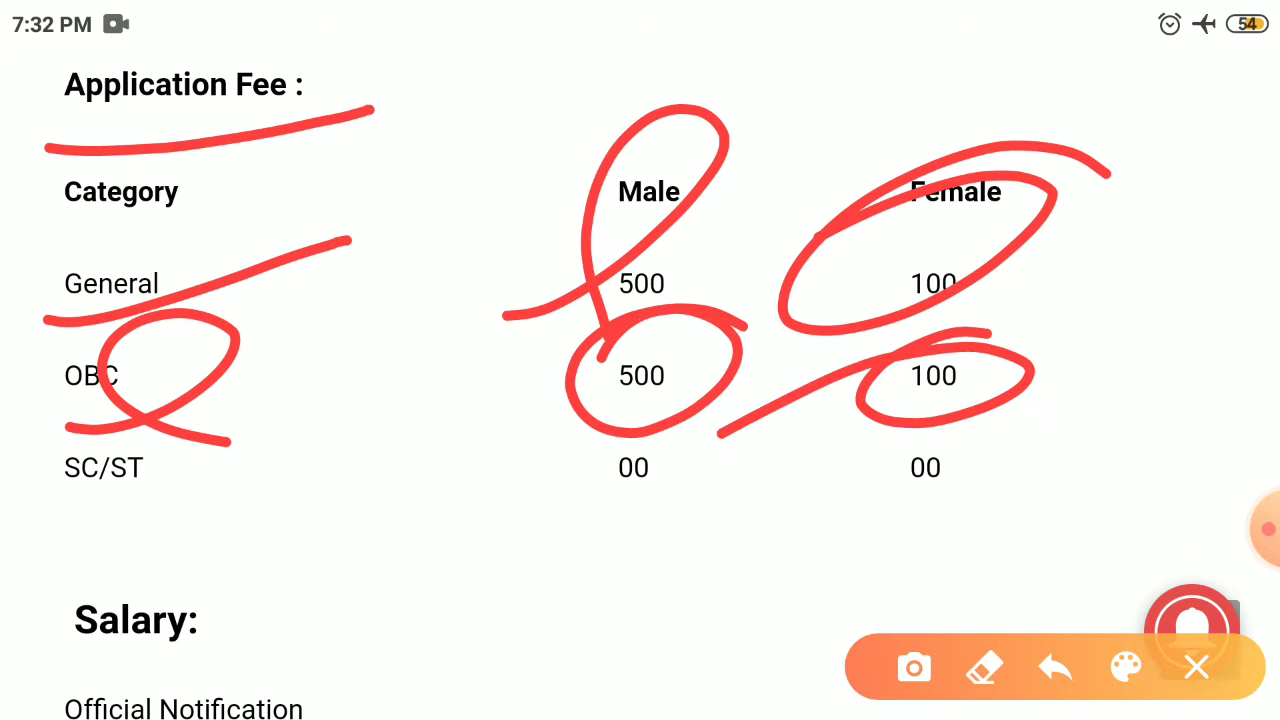 7:32 PM 54
Application Fee :
Category Male Female
General 500 100
OBC 500 100
SC/ST 00 00
Salary:
Official Notification